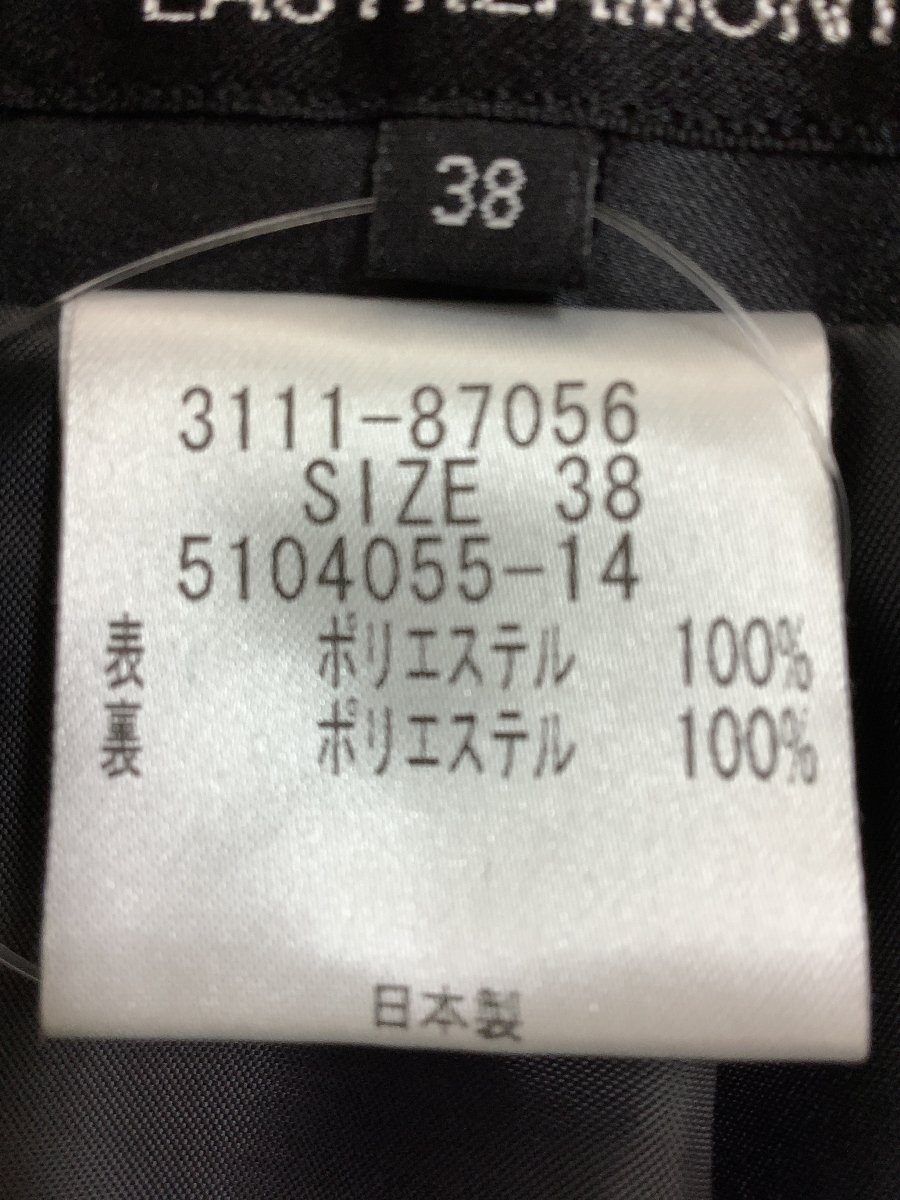 38
3111-87056
SIZE 38
5104055-14
表 ポリエステル 100%
裏 ポリエステル 100%
日本製